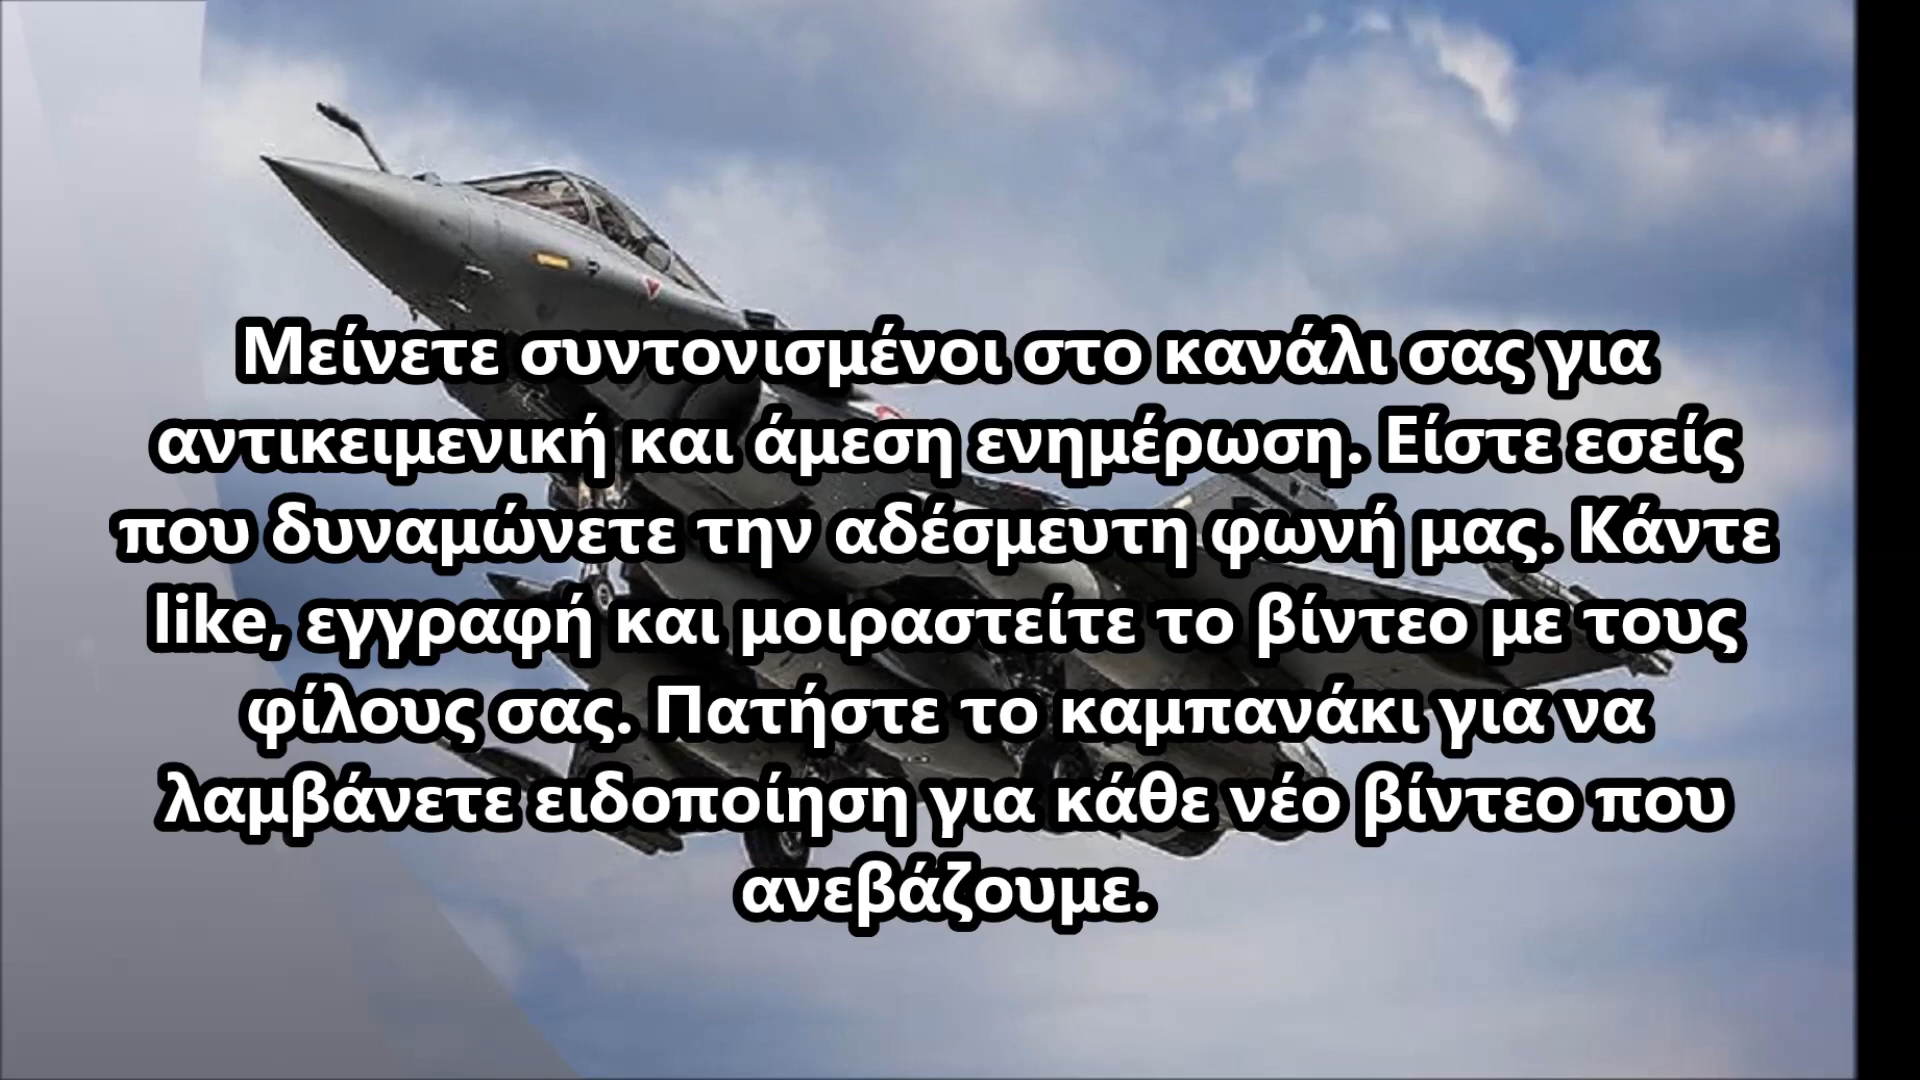 Μείνετε συντονισμένοι στο κανάλι σας για
αντικειμενική και άμεση ενημέρωση. Είστε εσείς
που δυναμώνετε την αδέσμευτη φωνή μας. Κάντε
like, εγγραφή και μοιραστείτε το βίντεο με τους
φίλους σας. Πατήστε το καμπανάκι για να
λαμβάνετε ειδοποίηση για κάθε νέο βίντεο που
ανεβάζουμε.